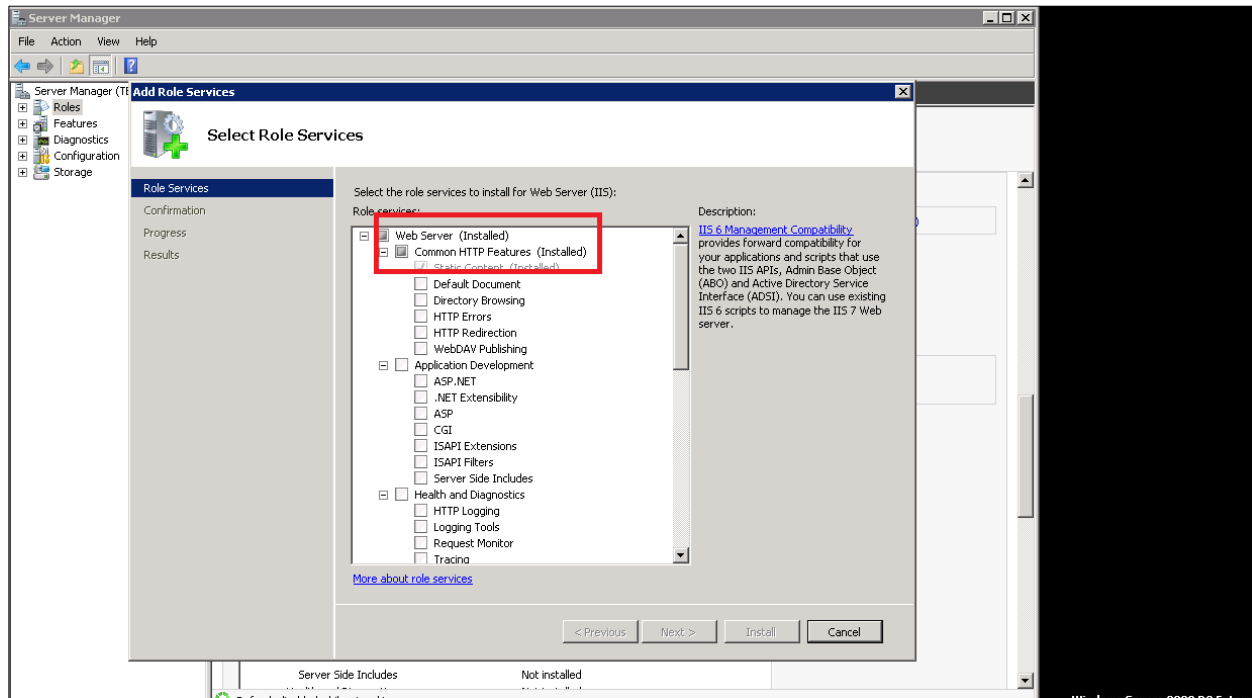 Server Manager
File Action View Help
Server Manager (TE
Roles
Features
Diagnostics
Configuration
Storage
Add Role Services
Select Role Services
Role Services
Confirmation
Progress
Results
Select the role services to install for Web Server (IIS):
Role services:
Web Server (Installed)
Common HTTP Features (Installed)
Static Content (Installed)
Default Document
Directory Browsing
HTTP Errors
HTTP Redirection
WebDAV Publishing
Application Development
ASP.NET
.NET Extensibility
ASP
CGI
ISAPI Extensions
ISAPI Filters
Server Side Includes
Health and Diagnostics
HTTP Logging
Logging Tools
Request Monitor
Tracing
More about role services
Description:
IIS 6 Management Compatibility
provides forward compatibility for
your applications and scripts that use
the two IIS APIs, Admin Base Object
(ABO) and Active Directory Service
Interface (ADSI). You can use existing
IIS 6 scripts to manage the IIS 7 Web
server.
< Previous Next > Install Cancel
Server Side Includes Not installed